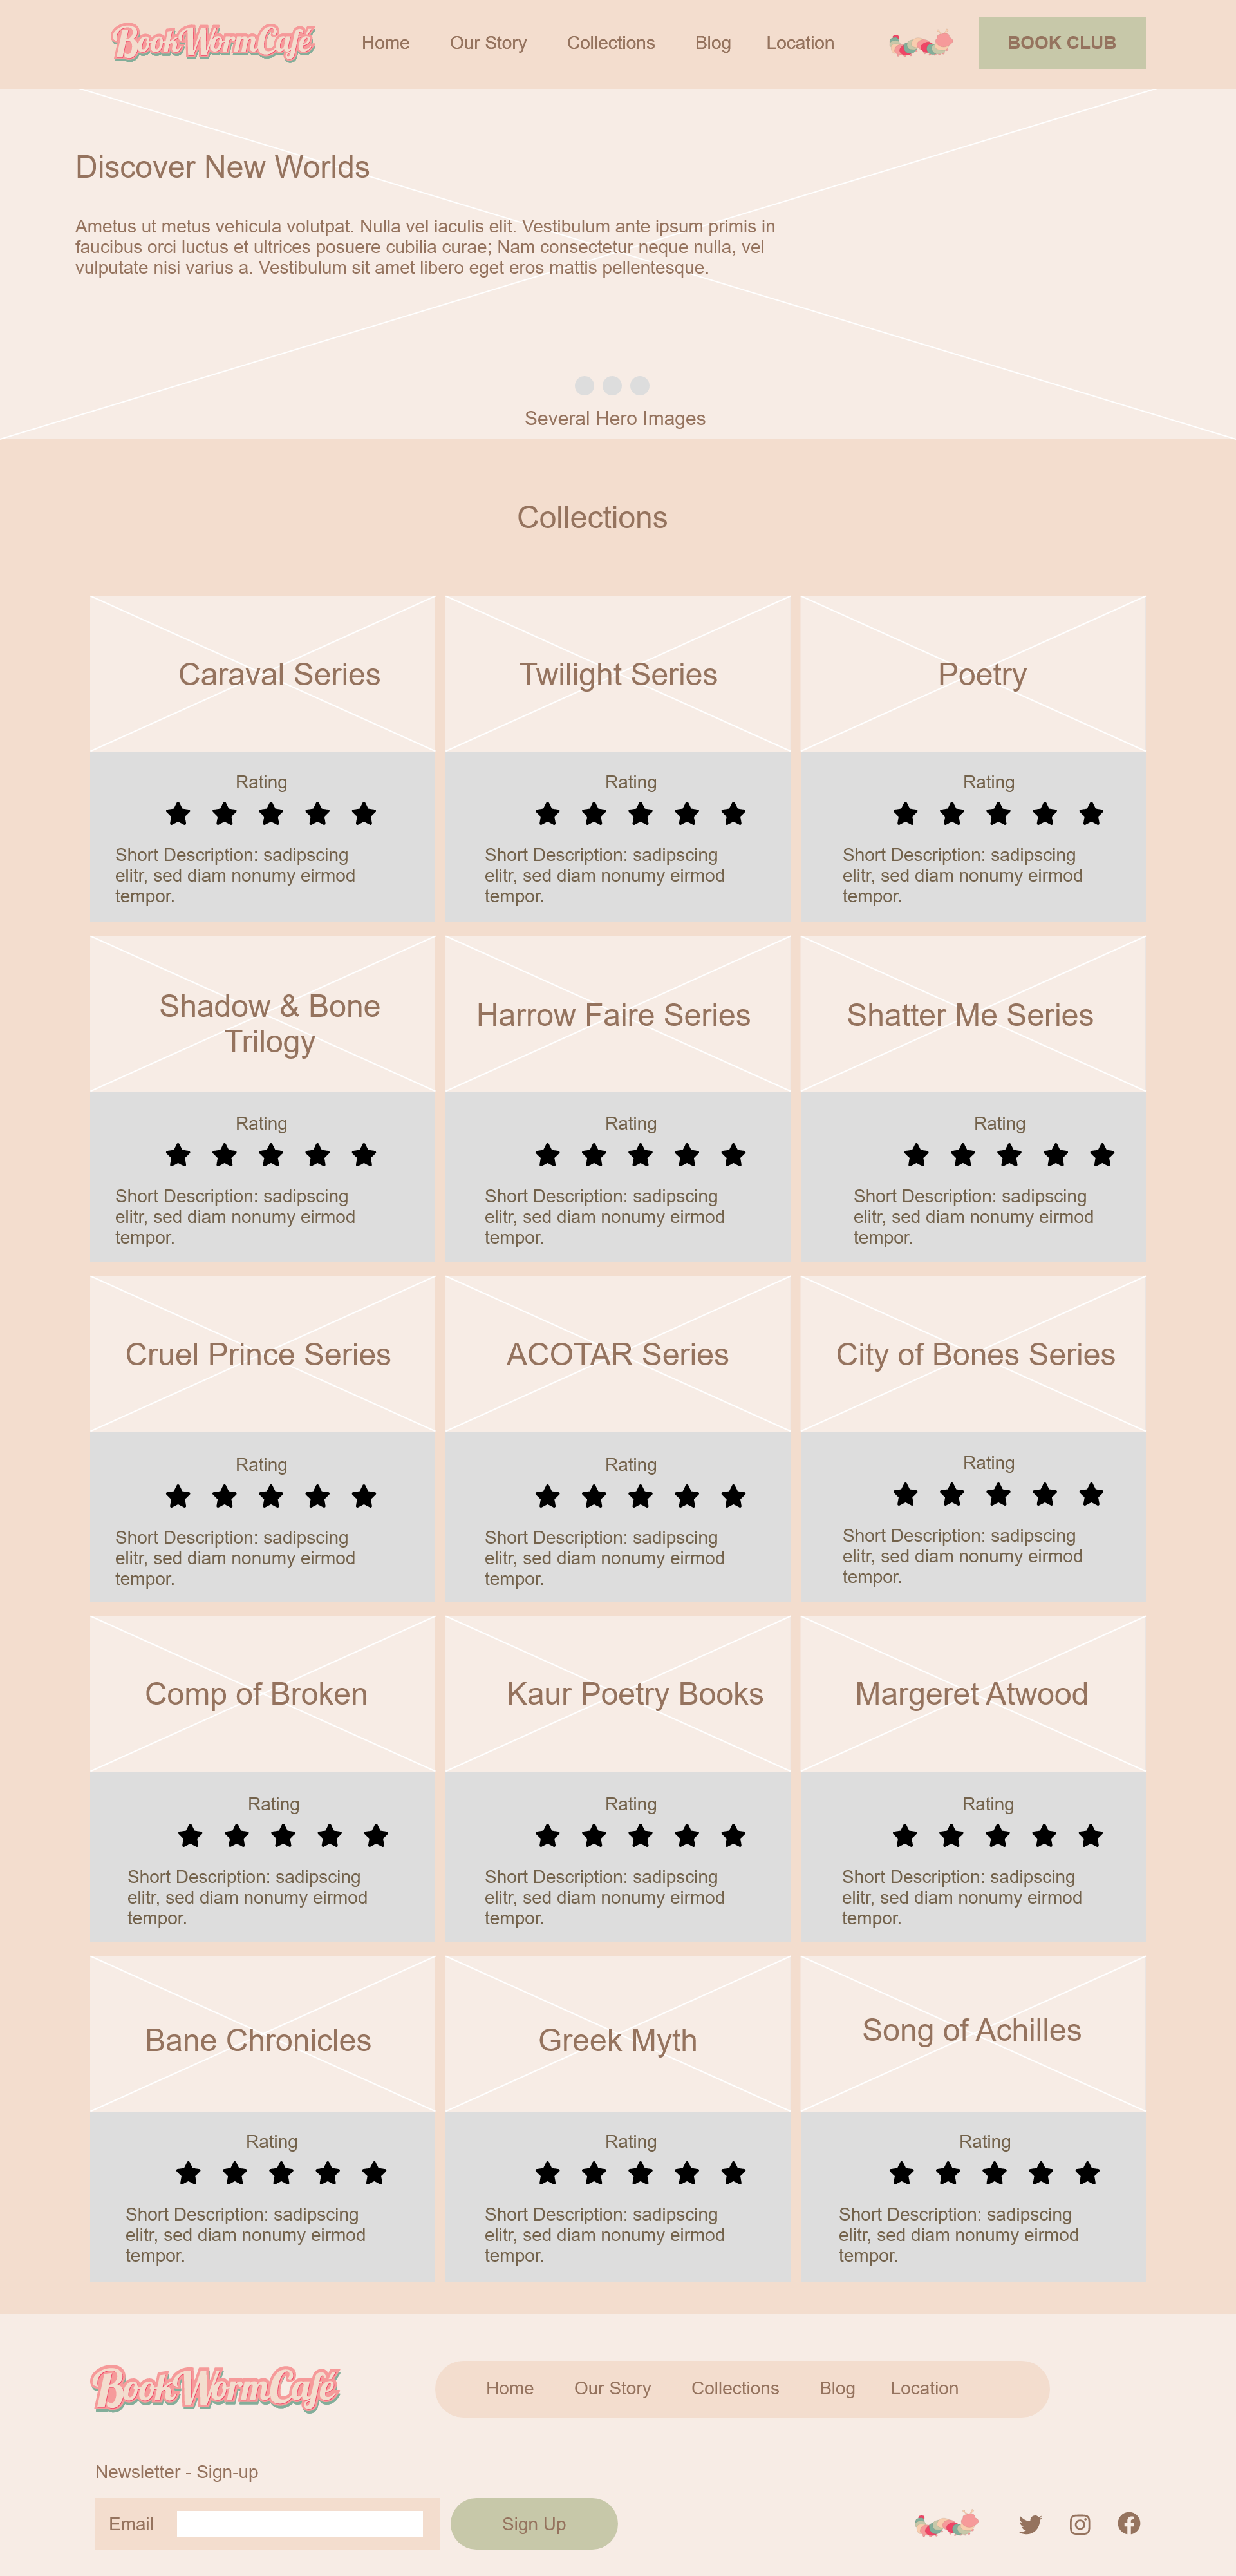 BookWormCafé
Home
Our Story
Collections
Blog
Location
BOOK CLUB
Discover New Worlds
Ametus ut metus vehicula volutpat. Nulla vel iaculis elit. Vestibulum ante ipsum primis in
faucibus orci luctus et ultrices posuere cubilia curae; Nam consectetur neque nulla, vel
vulputate nisi varius a. Vestibulum sit amet libero eget eros mattis pellentesque.
Several Hero Images
Collections
Caraval Series
Rating
Short Description: sadipscing
elitr, sed diam nonumy eirmod
tempor.
Twilight Series
Rating
Short Description: sadipscing
elitr, sed diam nonumy eirmod
tempor.
Poetry
Rating
Short Description: sadipscing
elitr, sed diam nonumy eirmod
tempor.
Shadow & Bone
Trilogy
Rating
Short Description: sadipscing
elitr, sed diam nonumy eirmod
tempor.
Harrow Faire Series
Rating
Short Description: sadipscing
elitr, sed diam nonumy eirmod
tempor.
Shatter Me Series
Rating
Short Description: sadipscing
elitr, sed diam nonumy eirmod
tempor.
Cruel Prince Series
Rating
Short Description: sadipscing
elitr, sed diam nonumy eirmod
tempor.
ACOTAR Series
Rating
Short Description: sadipscing
elitr, sed diam nonumy eirmod
tempor.
City of Bones Series
Rating
Short Description: sadipscing
elitr, sed diam nonumy eirmod
tempor.
Comp of Broken
Rating
Short Description: sadipscing
elitr, sed diam nonumy eirmod
tempor.
Kaur Poetry Books
Rating
Short Description: sadipscing
elitr, sed diam nonumy eirmod
tempor.
Margeret Atwood
Rating
Short Description: sadipscing
elitr, sed diam nonumy eirmod
tempor.
Bane Chronicles
Rating
Short Description: sadipscing
elitr, sed diam nonumy eirmod
tempor.
Greek Myth
Rating
Short Description: sadipscing
elitr, sed diam nonumy eirmod
tempor.
Song of Achilles
Rating
Short Description: sadipscing
elitr, sed diam nonumy eirmod
tempor.
BookWormCafé
Home
Our Story
Collections
Blog
Location
Newsletter - Sign-up
Email
Sign Up